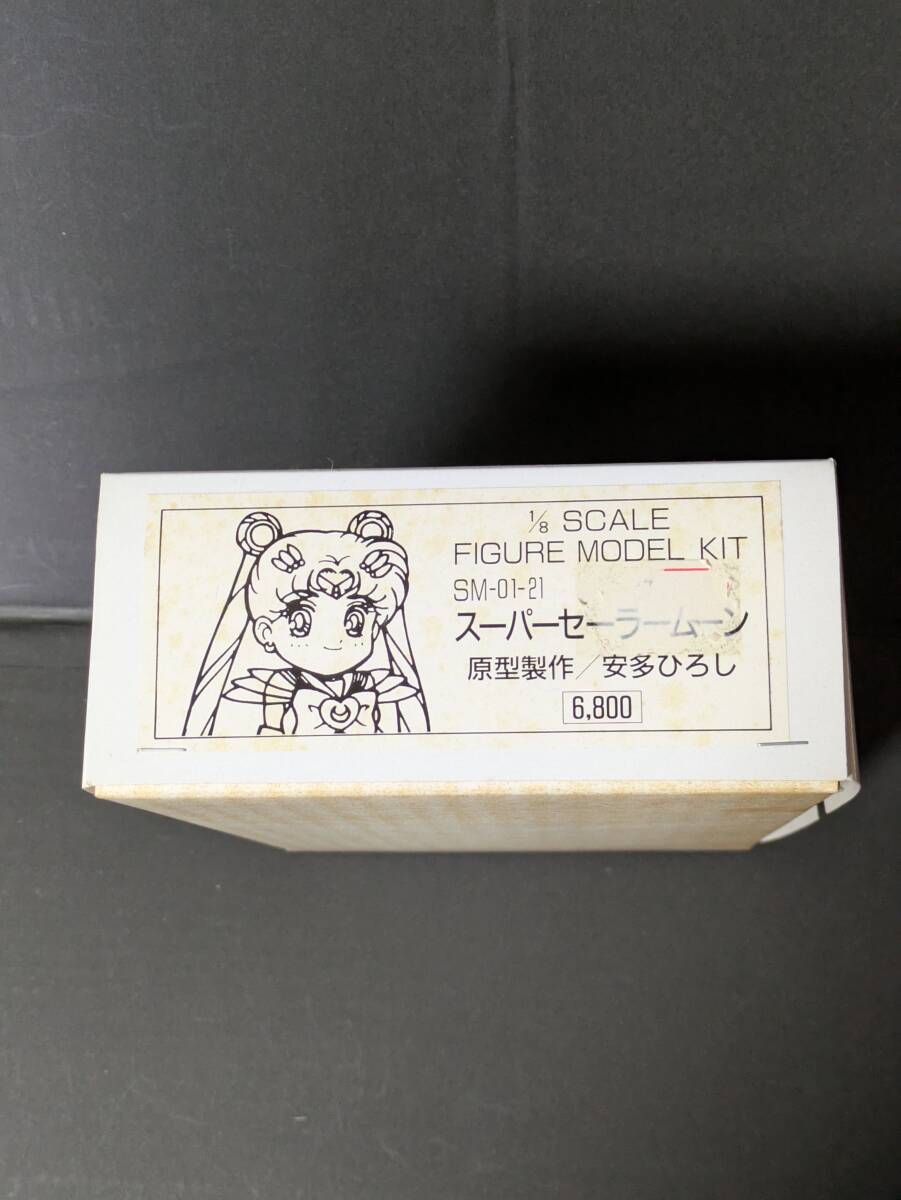 1/8 SCALE
FIGURE MODEL KIT
SM-01-21
スーパーセーラームーン
原型製作/安多ひろし
6,800